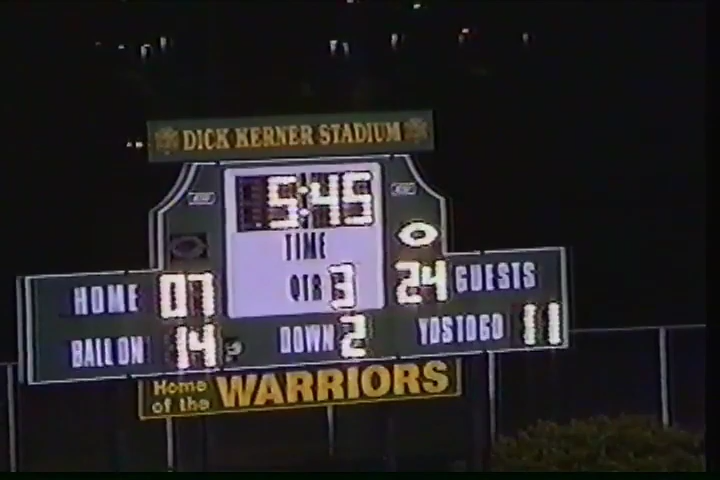 DICK KERNER STADIUM
5:45
TIME
QTR 3
HOME 07
24 GUESTS
BALL ON 14
DOWN 2
YDS TO GO 11
Home of the WARRIORS